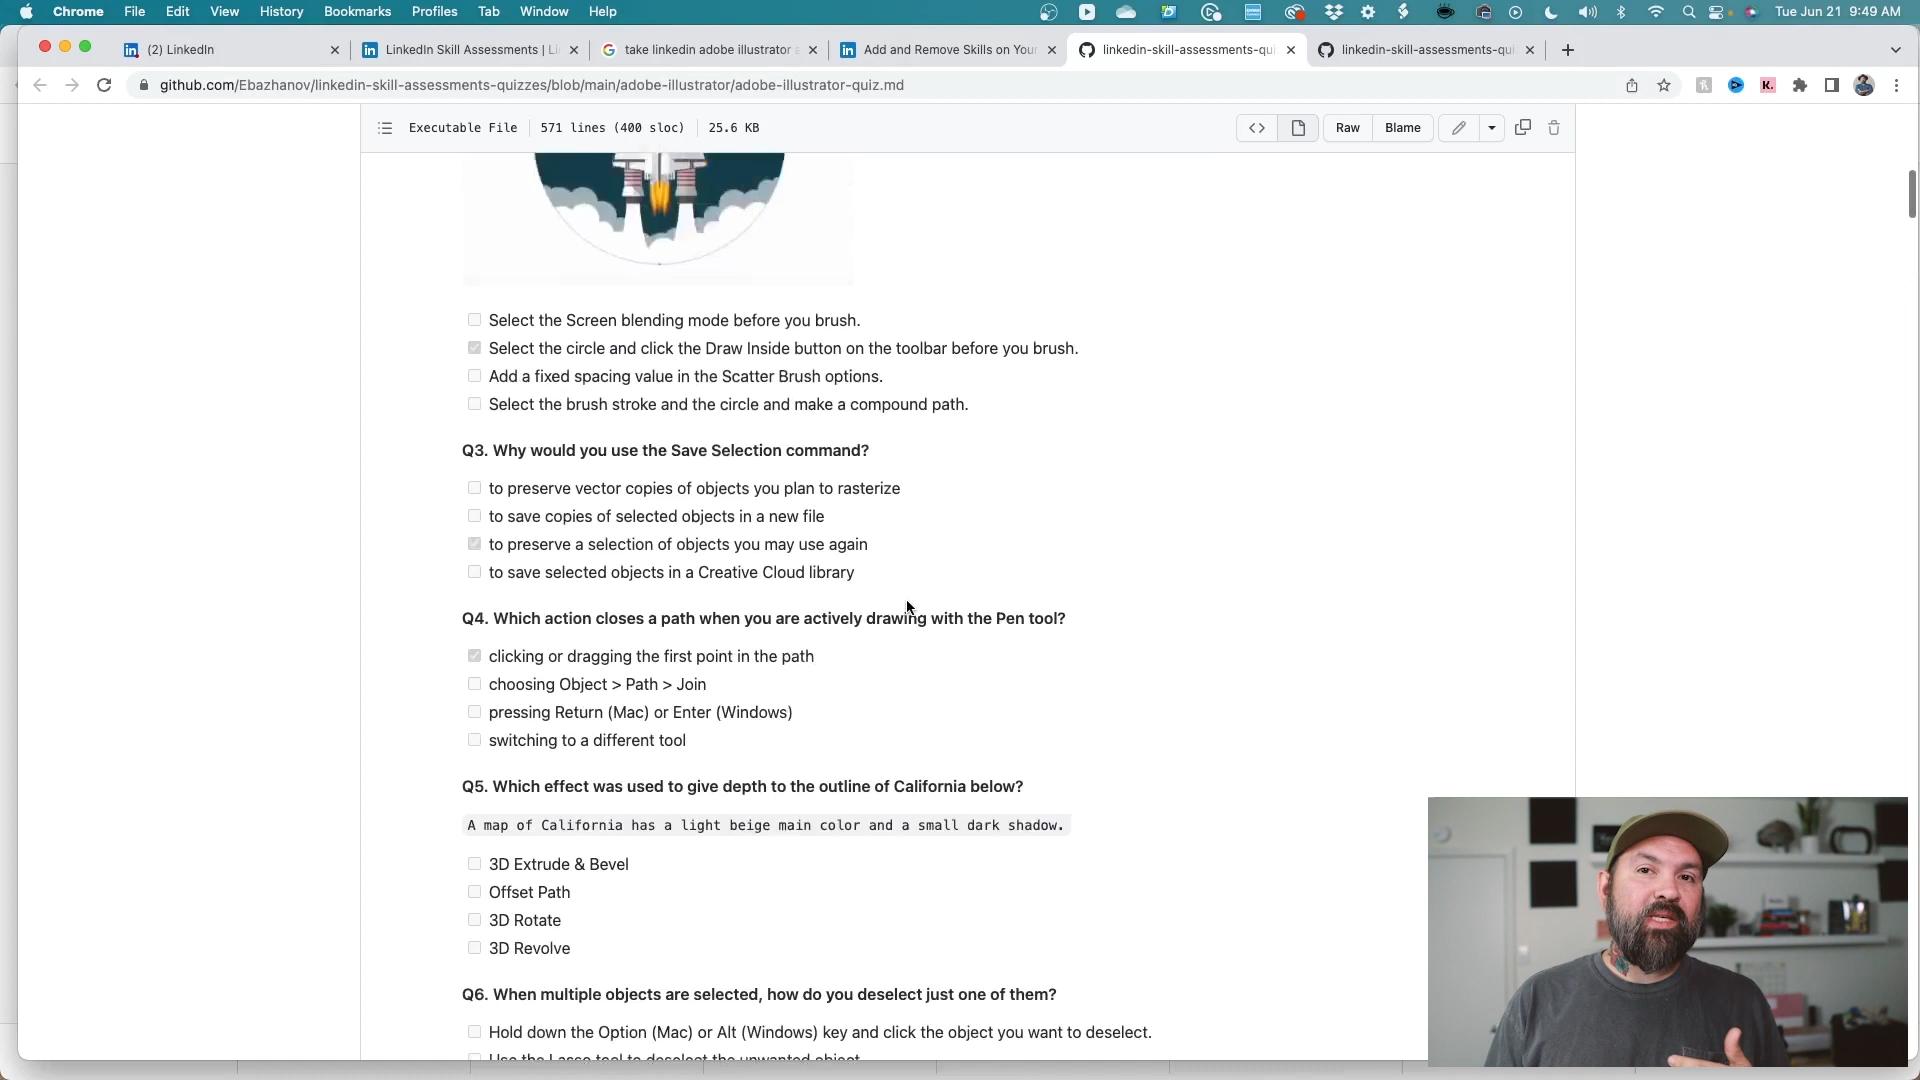 Chrome File Edit View History Bookmarks Profiles Tab Window Help
Tue Jun 21 9:49 AM
(2) LinkedIn
LinkedIn Skill Assessments | Li
take linkedin adobe illustrator
Add and Remove Skills on Your
linkedin-skill-assessments-qui
linkedin-skill-assessments-qui
github.com/Ebazhanov/linkedin-skill-assessments-quizzes/blob/main/adobe-illustrator/adobe-illustrator-quiz.md
K.
Executable File 571 lines (400 sloc) 25.6 KB
Raw Blame
Select the Screen blending mode before you brush.
Select the circle and click the Draw Inside button on the toolbar before you brush.
Add a fixed spacing value in the Scatter Brush options.
Select the brush stroke and the circle and make a compound path.
Q3. Why would you use the Save Selection command?
to preserve vector copies of objects you plan to rasterize
to save copies of selected objects in a new file
to preserve a selection of objects you may use again
to save selected objects in a Creative Cloud library
Q4. Which action closes a path when you are actively drawing with the Pen tool?
clicking or dragging the first point in the path
choosing Object > Path > Join
pressing Return (Mac) or Enter (Windows)
switching to a different tool
Q5. Which effect was used to give depth to the outline of California below?
A map of California has a light beige main color and a small dark shadow.
3D Extrude & Bevel
Offset Path
3D Rotate
3D Revolve
Q6. When multiple objects are selected, how do you deselect just one of them?
Hold down the Option (Mac) or Alt (Windows) key and click the object you want to deselect.
Use the Lasso tool to deselect the unwanted object